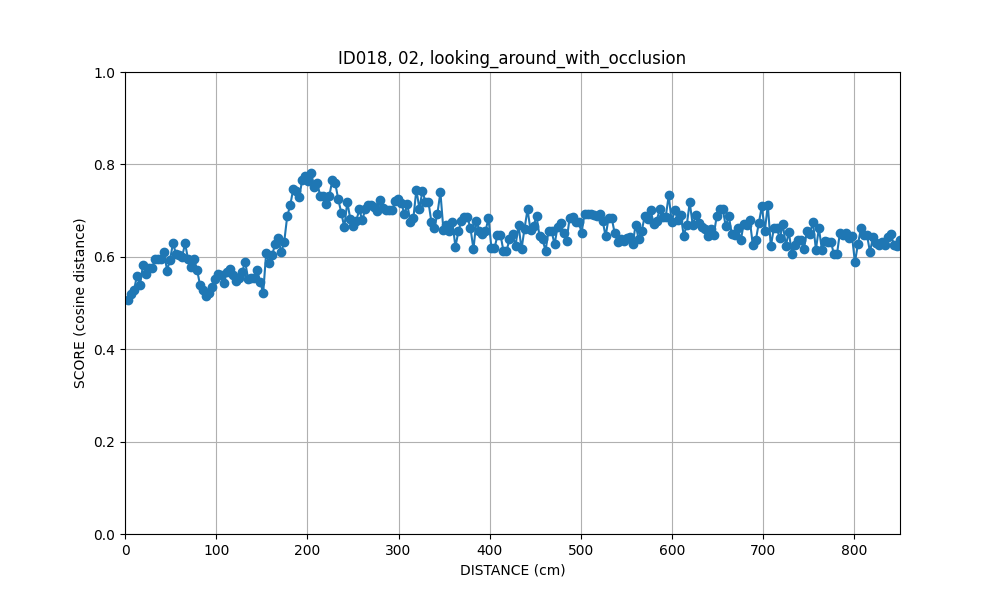 ID018, 02, looking_around_with_occlusion
1.0
0.8
0.6
0.4
0.2
0.0
SCORE (cosine distance)
0 100 200 300 400 500 600 700 800
DISTANCE (cm)